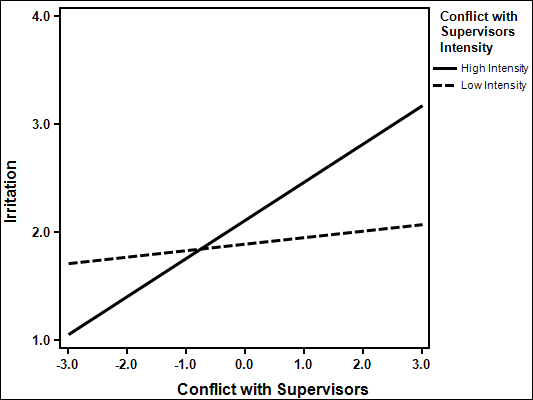 Conflict with
Supervisors
Intensity
High Intensity
Low Intensity
4.0
3.0
2.0
1.0
Irritation
-3.0 -2.0 -1.0 0.0 1.0 2.0 3.0
Conflict with Supervisors